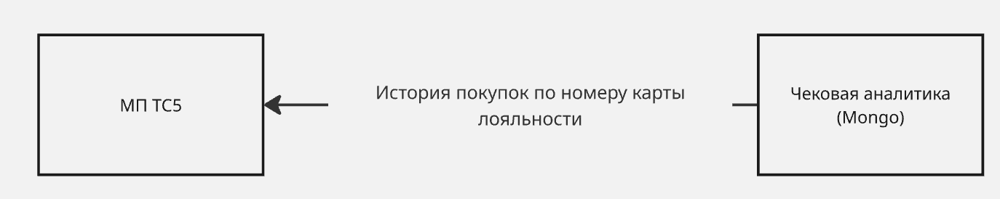 МП ТС5
История покупок по номеру карты
лояльности
Чековая аналитика
(Mongo)